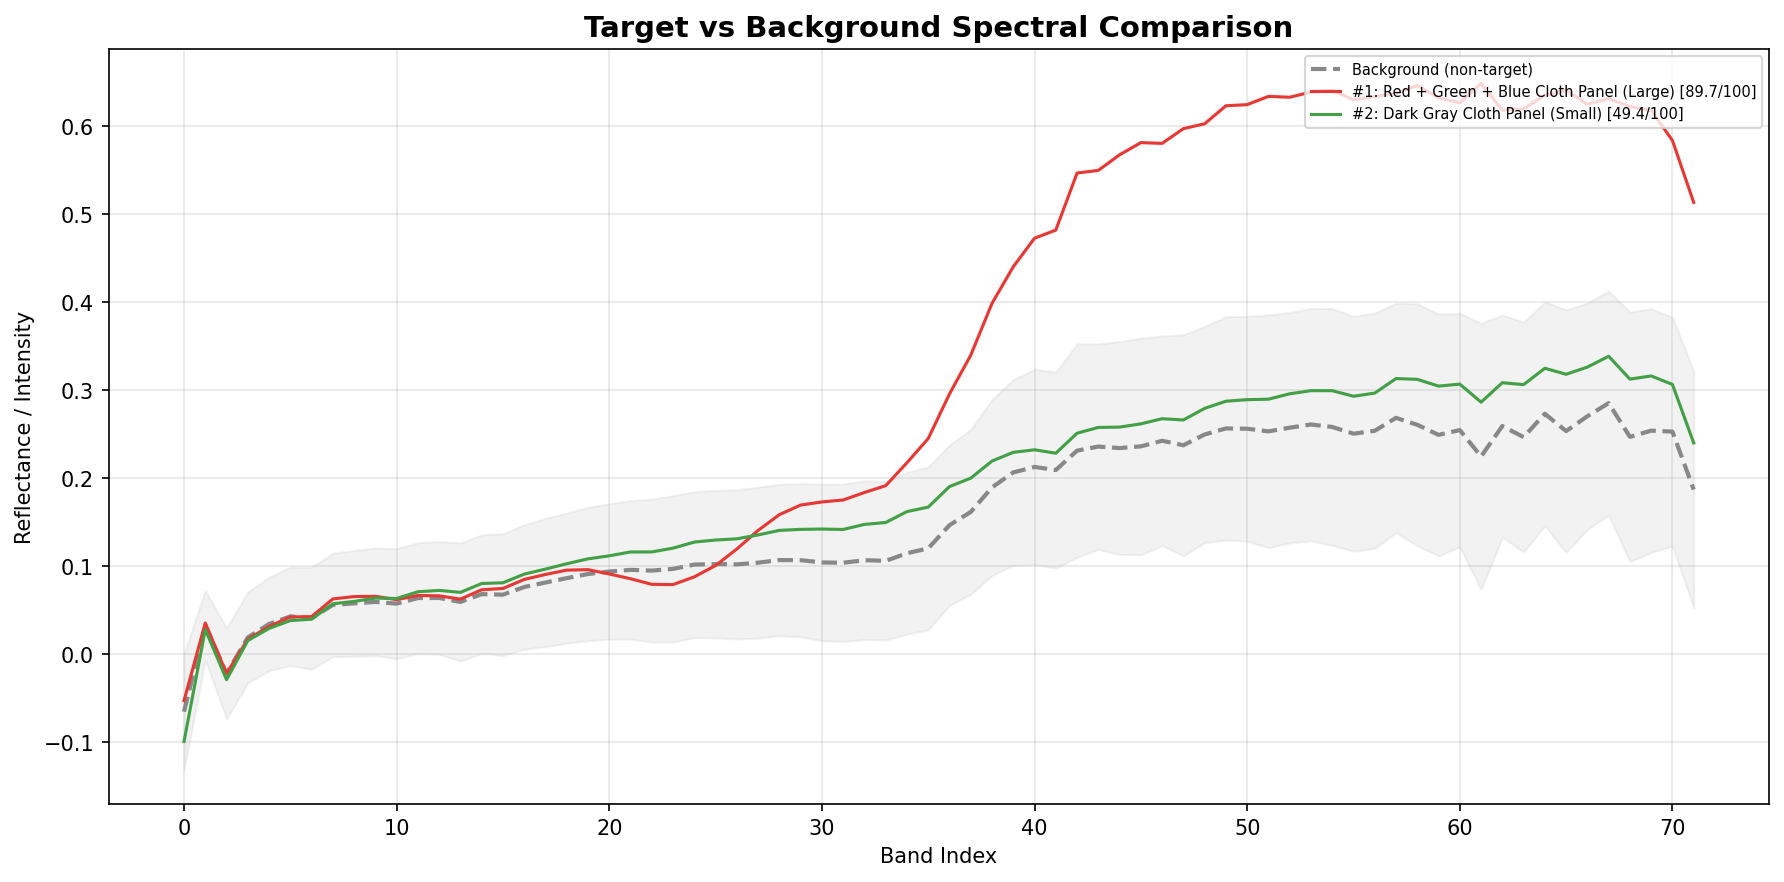 Target vs Background Spectral Comparison
Background (non-target)
#1: Red + Green + Blue Cloth Panel (Large) [89.7/100]
#2: Dark Gray Cloth Panel (Small) [49.4/100]
Reflectance / Intensity
0.6
0.5
0.4
0.3
0.2
0.1
0.0
−0.1
0 10 20 30 40 50 60 70
Band Index